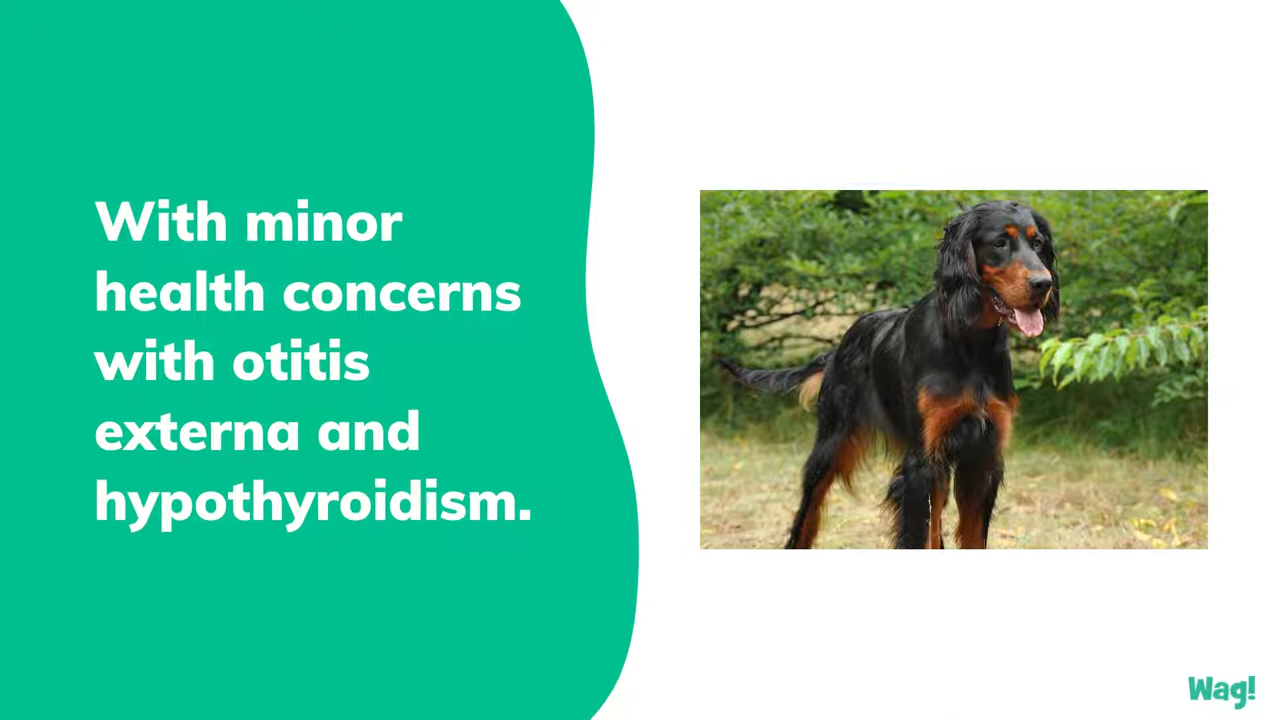 With minor
health concerns
with otitis
externa and
hypothyroidism.
Wag!